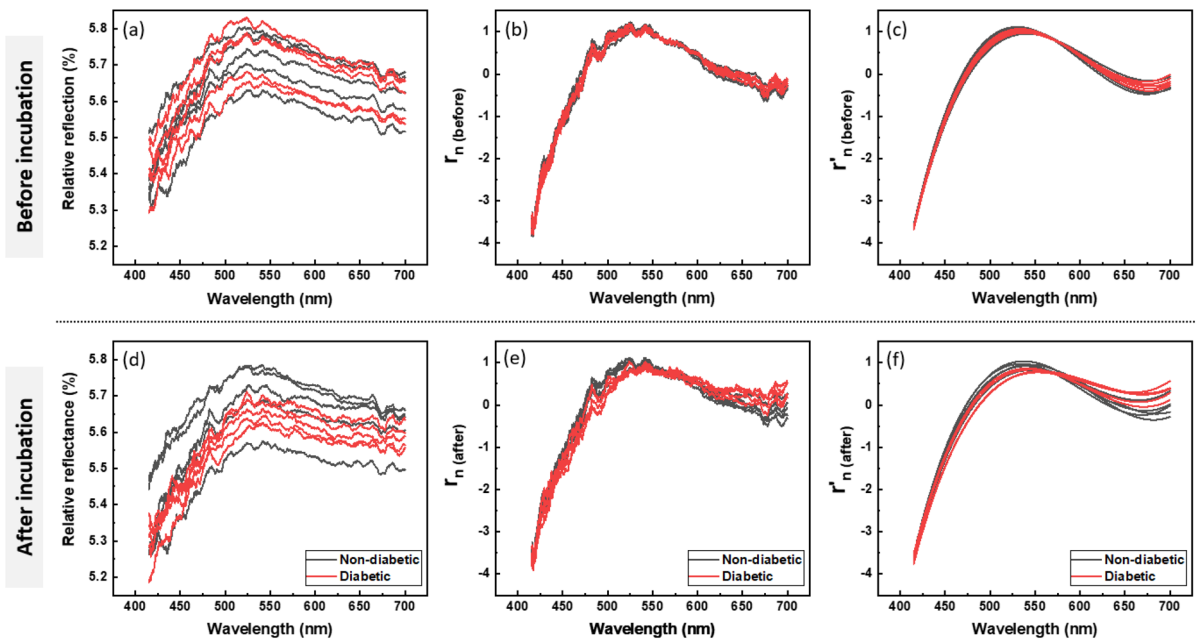 Before incubation
(a)
Relative reflection (%)
5.8
5.7
5.6
5.5
5.4
5.3
5.2
400 450 500 550 600 650 700
Wavelength (nm)
(b)
rn (before)
1
0
-1
-2
-3
-4
400 450 500 550 600 650 700
Wavelength (nm)
(c)
r'n (before)
1
0
-1
-2
-3
-4
400 450 500 550 600 650 700
Wavelength (nm)
After incubation
(d)
Relative reflectance (%)
5.8
5.7
5.6
5.5
5.4
5.3
5.2
Non-diabetic
Diabetic
400 450 500 550 600 650 700
Wavelength (nm)
(e)
rn (after)
1
0
-1
-2
-3
-4
Non-diabetic
Diabetic
400 450 500 550 600 650 700
Wavelength (nm)
(f)
r'n (after)
1
0
-1
-2
-3
-4
Non-diabetic
Diabetic
400 450 500 550 600 650 700
Wavelength (nm)